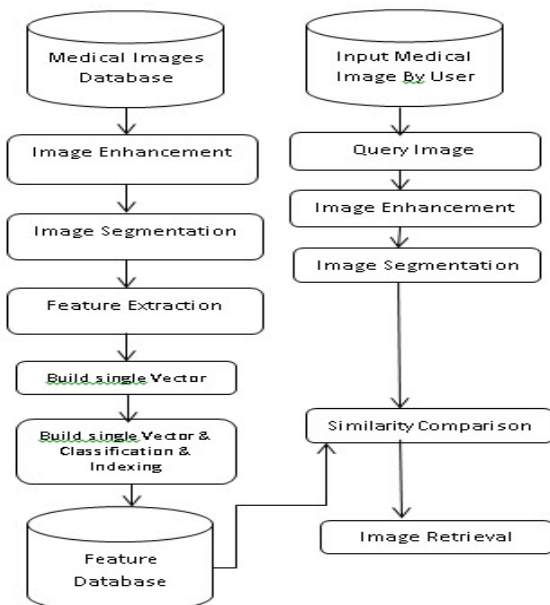 Medical Images
Database
Image Enhancement
Image Segmentation
Feature Extraction
Build single Vector
Build single Vector &
Classification &
Indexing
Feature
Database
Input Medical
Image By User
Query Image
Image Enhancement
Image Segmentation
Similarity Comparison
Image Retrieval